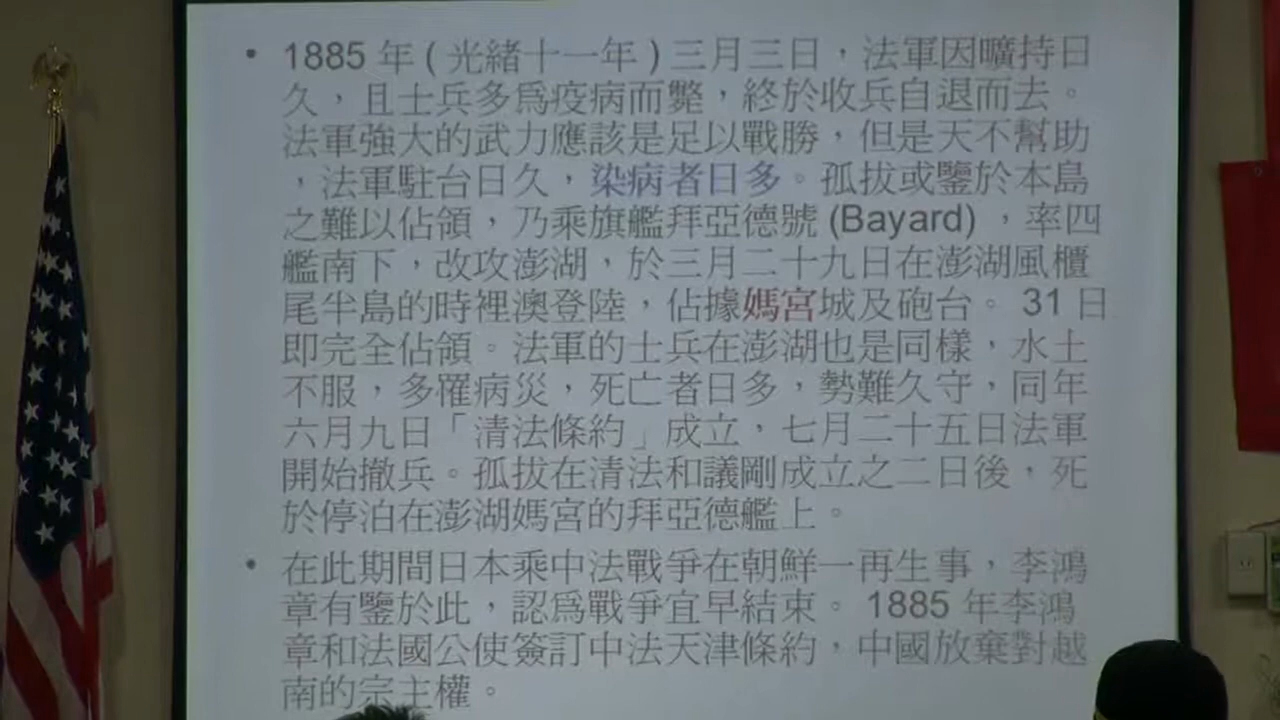 • 1885 年 ( 光緒十一年 ) 三月三日，法軍因曠持日
久，且士兵多為疫病而斃，終於收兵自退而去。
法軍強大的武力應該是足以戰勝，但是天不幫助
，法軍駐台日久，染病者日多。孤拔或鑒於本島
之難以佔領，乃乘旗艦拜亞德號 (Bayard) ，率四
艦南下，改攻澎湖，於三月二十九日在澎湖風櫃
尾半島的時裡澳登陸，佔據媽宮城及砲台。 31 日
即完全佔領。法軍的士兵在澎湖也是同樣，水土
不服，多罹病災，死亡者日多，勢難久守，同年
六月九日「清法條約」成立，七月二十五日法軍
開始撤兵。孤拔在清法和議剛成立之二日後，死
於停泊在澎湖媽宮的拜亞德艦上。
• 在此期間日本乘中法戰爭在朝鮮一再生事，李鴻
章有鑒於此，認為戰爭宜早結束。 1885 年李鴻
章和法國公使簽訂中法天津條約，中國放棄對越
南的宗主權。